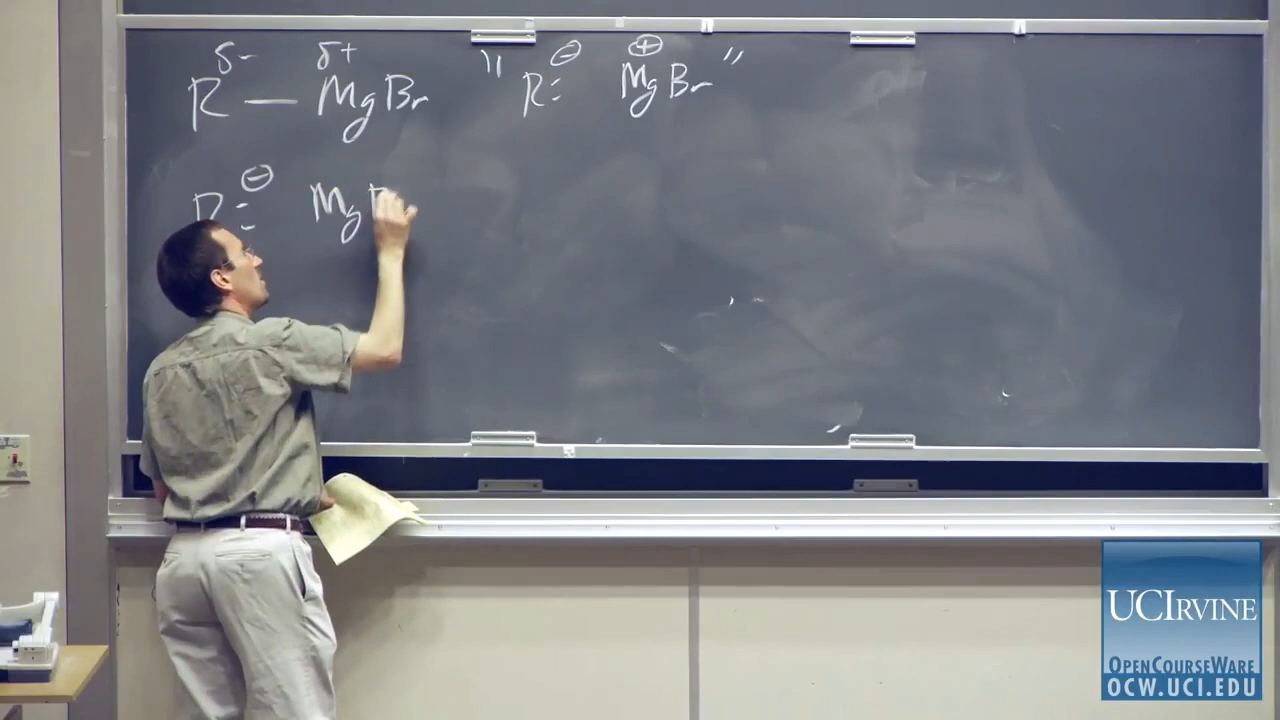 δ- δ+
R — MgBr
" R:⊖ MgBr⊕ "
R:⊖ Mg
UCIRVINE
OPENCOURSEWARE
OCW.UCI.EDU